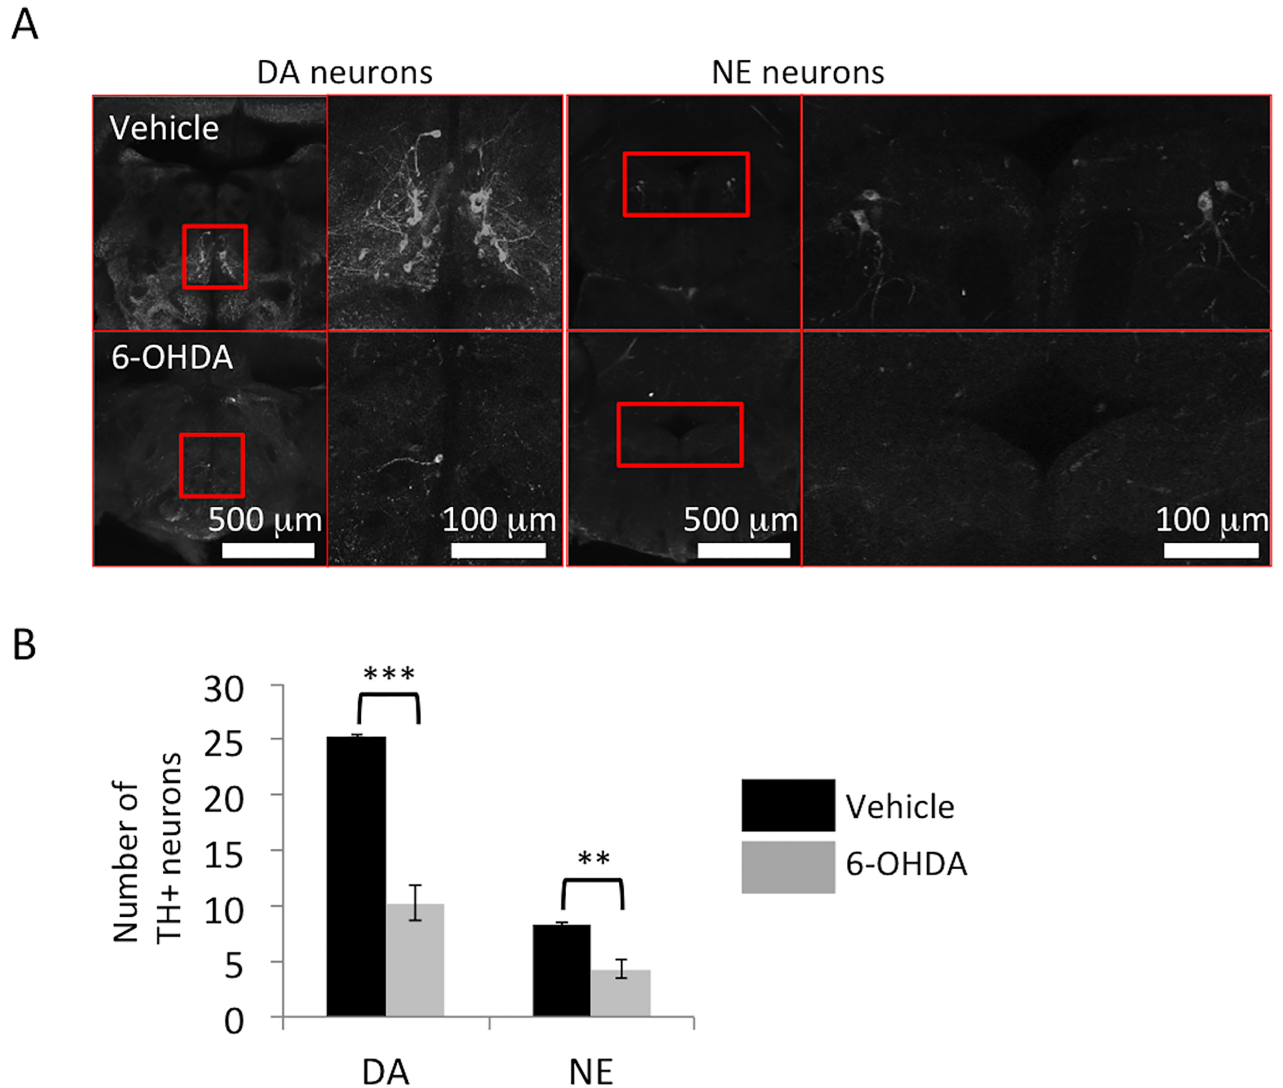 A
DA neurons
NE neurons
Vehicle
6-OHDA
500 μm
100 μm
500 μm
100 μm
B
***
**
30
25
20
15
10
5
0
Number of
TH+ neurons
DA
NE
Vehicle
6-OHDA